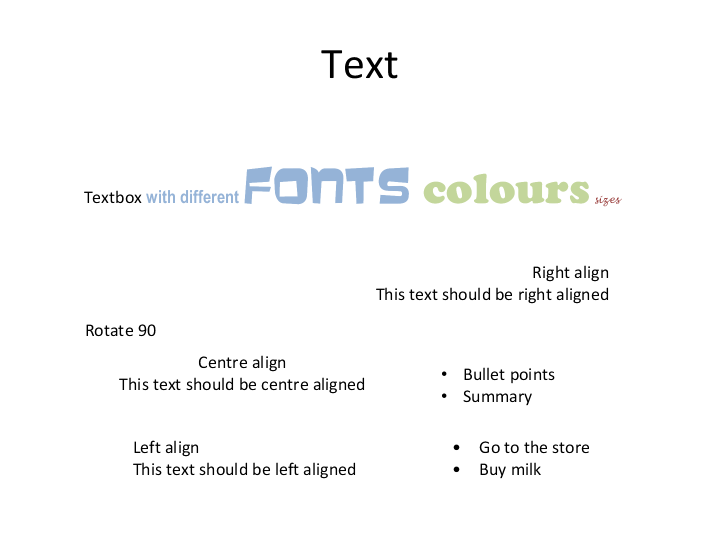 Text
Textbox with different FONTS colours sizes
Right align
This text should be right aligned
Rotate 90
Centre align
This text should be centre aligned
• Bullet points
• Summary
Left align
This text should be left aligned
• Go to the store
• Buy milk